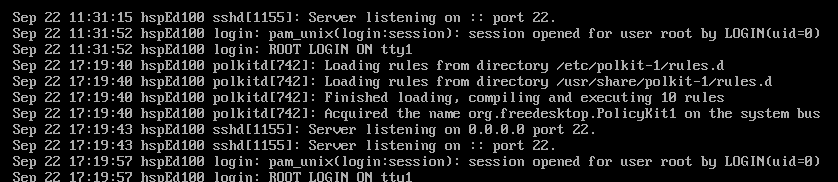 Sep 22 11:31:15 hspEd100 sshd[1155]: Server listening on :: port 22.
Sep 22 11:31:52 hspEd100 login: pam_unix(login:session): session opened for user root by LOGIN(uid=0)
Sep 22 11:31:52 hspEd100 login: ROOT LOGIN ON tty1
Sep 22 17:19:40 hspEd100 polkitd[742]: Loading rules from directory /etc/polkit-1/rules.d
Sep 22 17:19:40 hspEd100 polkitd[742]: Loading rules from directory /usr/share/polkit-1/rules.d
Sep 22 17:19:40 hspEd100 polkitd[742]: Finished loading, compiling and executing 10 rules
Sep 22 17:19:40 hspEd100 polkitd[742]: Acquired the name org.freedesktop.PolicyKit1 on the system bus
Sep 22 17:19:43 hspEd100 sshd[1155]: Server listening on 0.0.0.0 port 22.
Sep 22 17:19:43 hspEd100 sshd[1155]: Server listening on :: port 22.
Sep 22 17:19:57 hspEd100 login: pam_unix(login:session): session opened for user root by LOGIN(uid=0)
Sep 22 17:19:57 hspEd100 login: ROOT LOGIN ON tty1